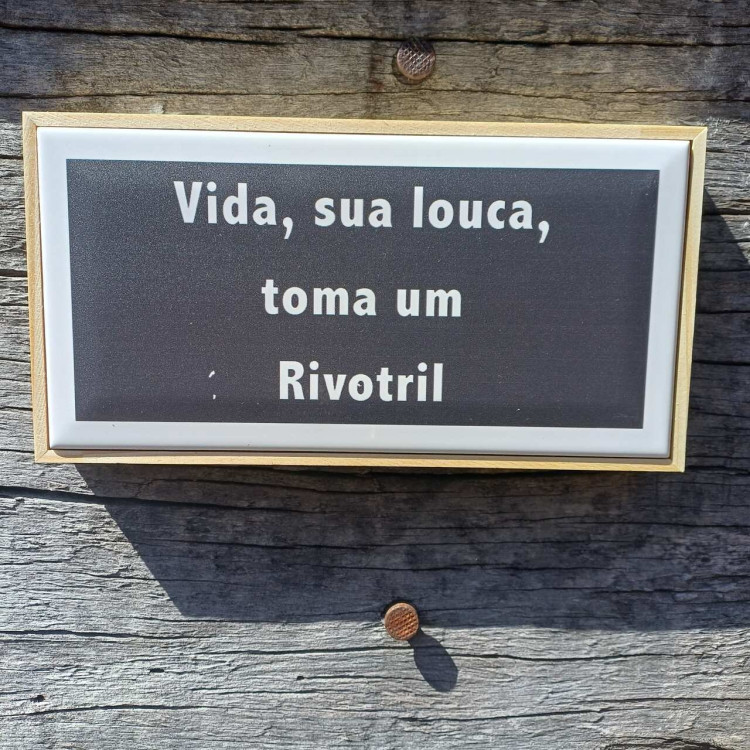 Vida, sua louca,
toma um
Rivotril